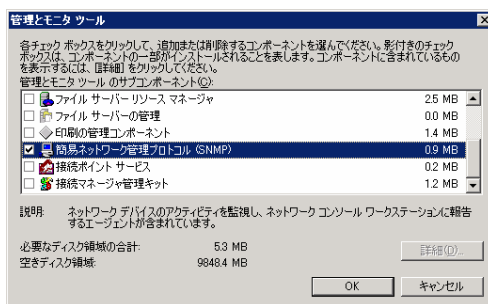 管理とモニタ ツール
各チェック ボックスをクリックして、追加または削除するコンポーネントを選んでください。影付きのチェック
ボックスは、コンポーネントの一部がインストールされることを表します。コンポーネントに含まれているもの
を表示するには、[詳細] をクリックしてください。
管理とモニタ ツール のサブコンポーネント(C):
ファイル サーバー リソース マネージャ 2.5 MB
ファイル サーバーの管理 0.0 MB
印刷の管理コンポーネント 1.4 MB
簡易ネットワーク管理プロトコル (SNMP) 0.9 MB
接続ポイント サービス 0.2 MB
接続マネージャ管理キット 1.2 MB
説明: ネットワーク デバイスのアクティビティを監視し、ネットワーク コンソール ワークステーションに報告
するエージェントが含まれています。
必要なディスク領域の合計: 5.3 MB
空きディスク領域: 9848.4 MB
詳細(D)...
OK キャンセル